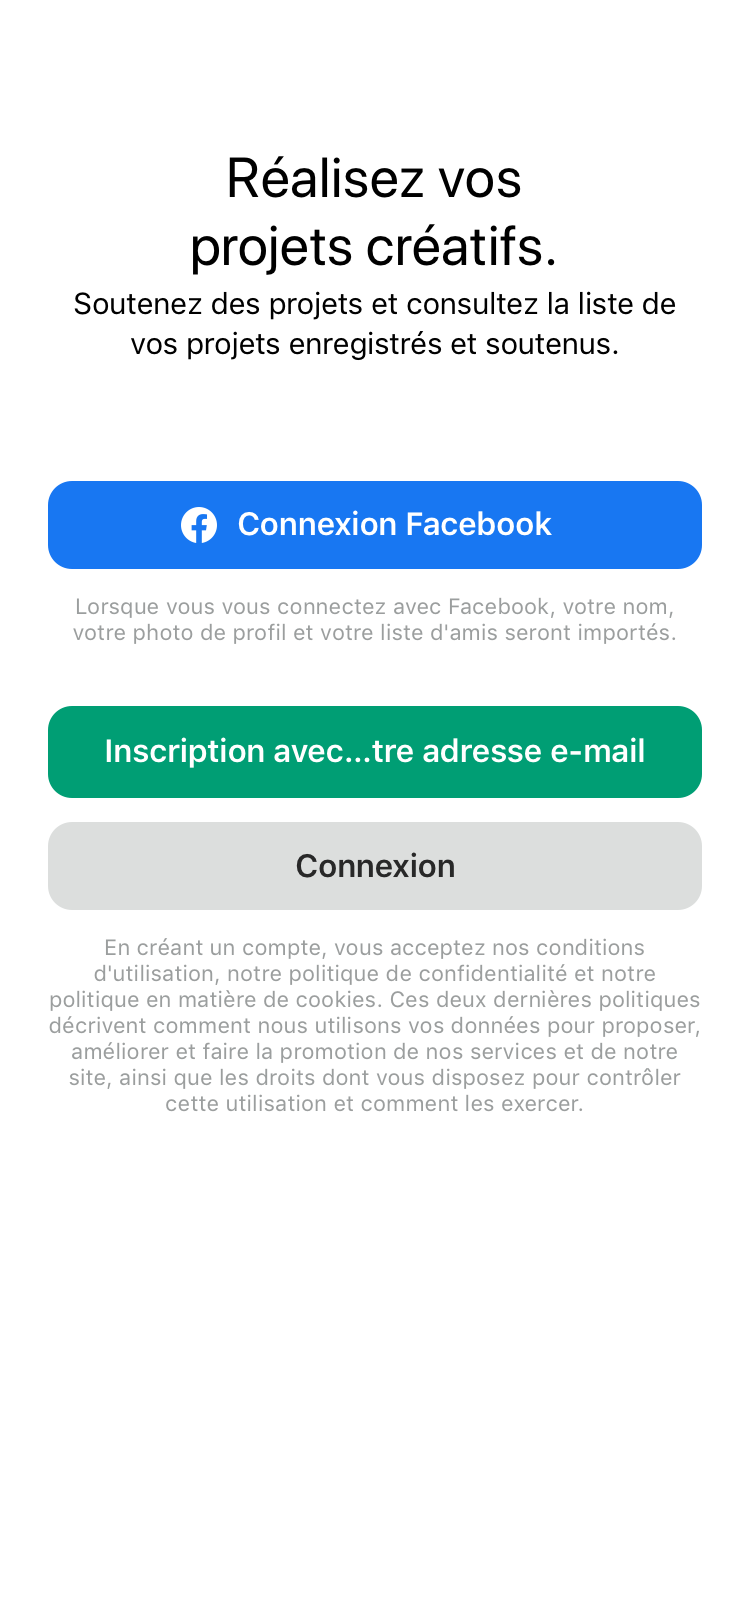 Réalisez vos
projets créatifs.
Soutenez des projets et consultez la liste de
vos projets enregistrés et soutenus.
Connexion Facebook
Lorsque vous vous connectez avec Facebook, votre nom,
votre photo de profil et votre liste d'amis seront importés.
Inscription avec...tre adresse e-mail
Connexion
En créant un compte, vous acceptez nos conditions
d'utilisation, notre politique de confidentialité et notre
politique en matière de cookies. Ces deux dernières politiques
décrivent comment nous utilisons vos données pour proposer,
améliorer et faire la promotion de nos services et de notre
site, ainsi que les droits dont vous disposez pour contrôler
cette utilisation et comment les exercer.